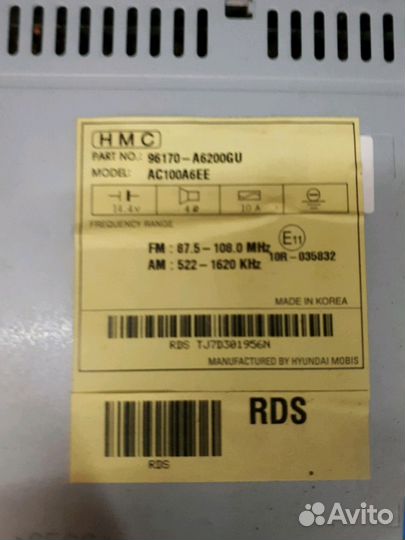 HMC
PART NO.: 96170-A6200GU
MODEL: AC100A6EE
14.4V 4Ω 10A
FREQUENCY RANGE
FM : 87.5-108.0 MHz
AM : 522-1620 KHz
E11
10R-035832
MADE IN KOREA
RDS TJ7D301956N
MANUFACTURED BY HYUNDAI MOBIS
RDS
RDS
Avito